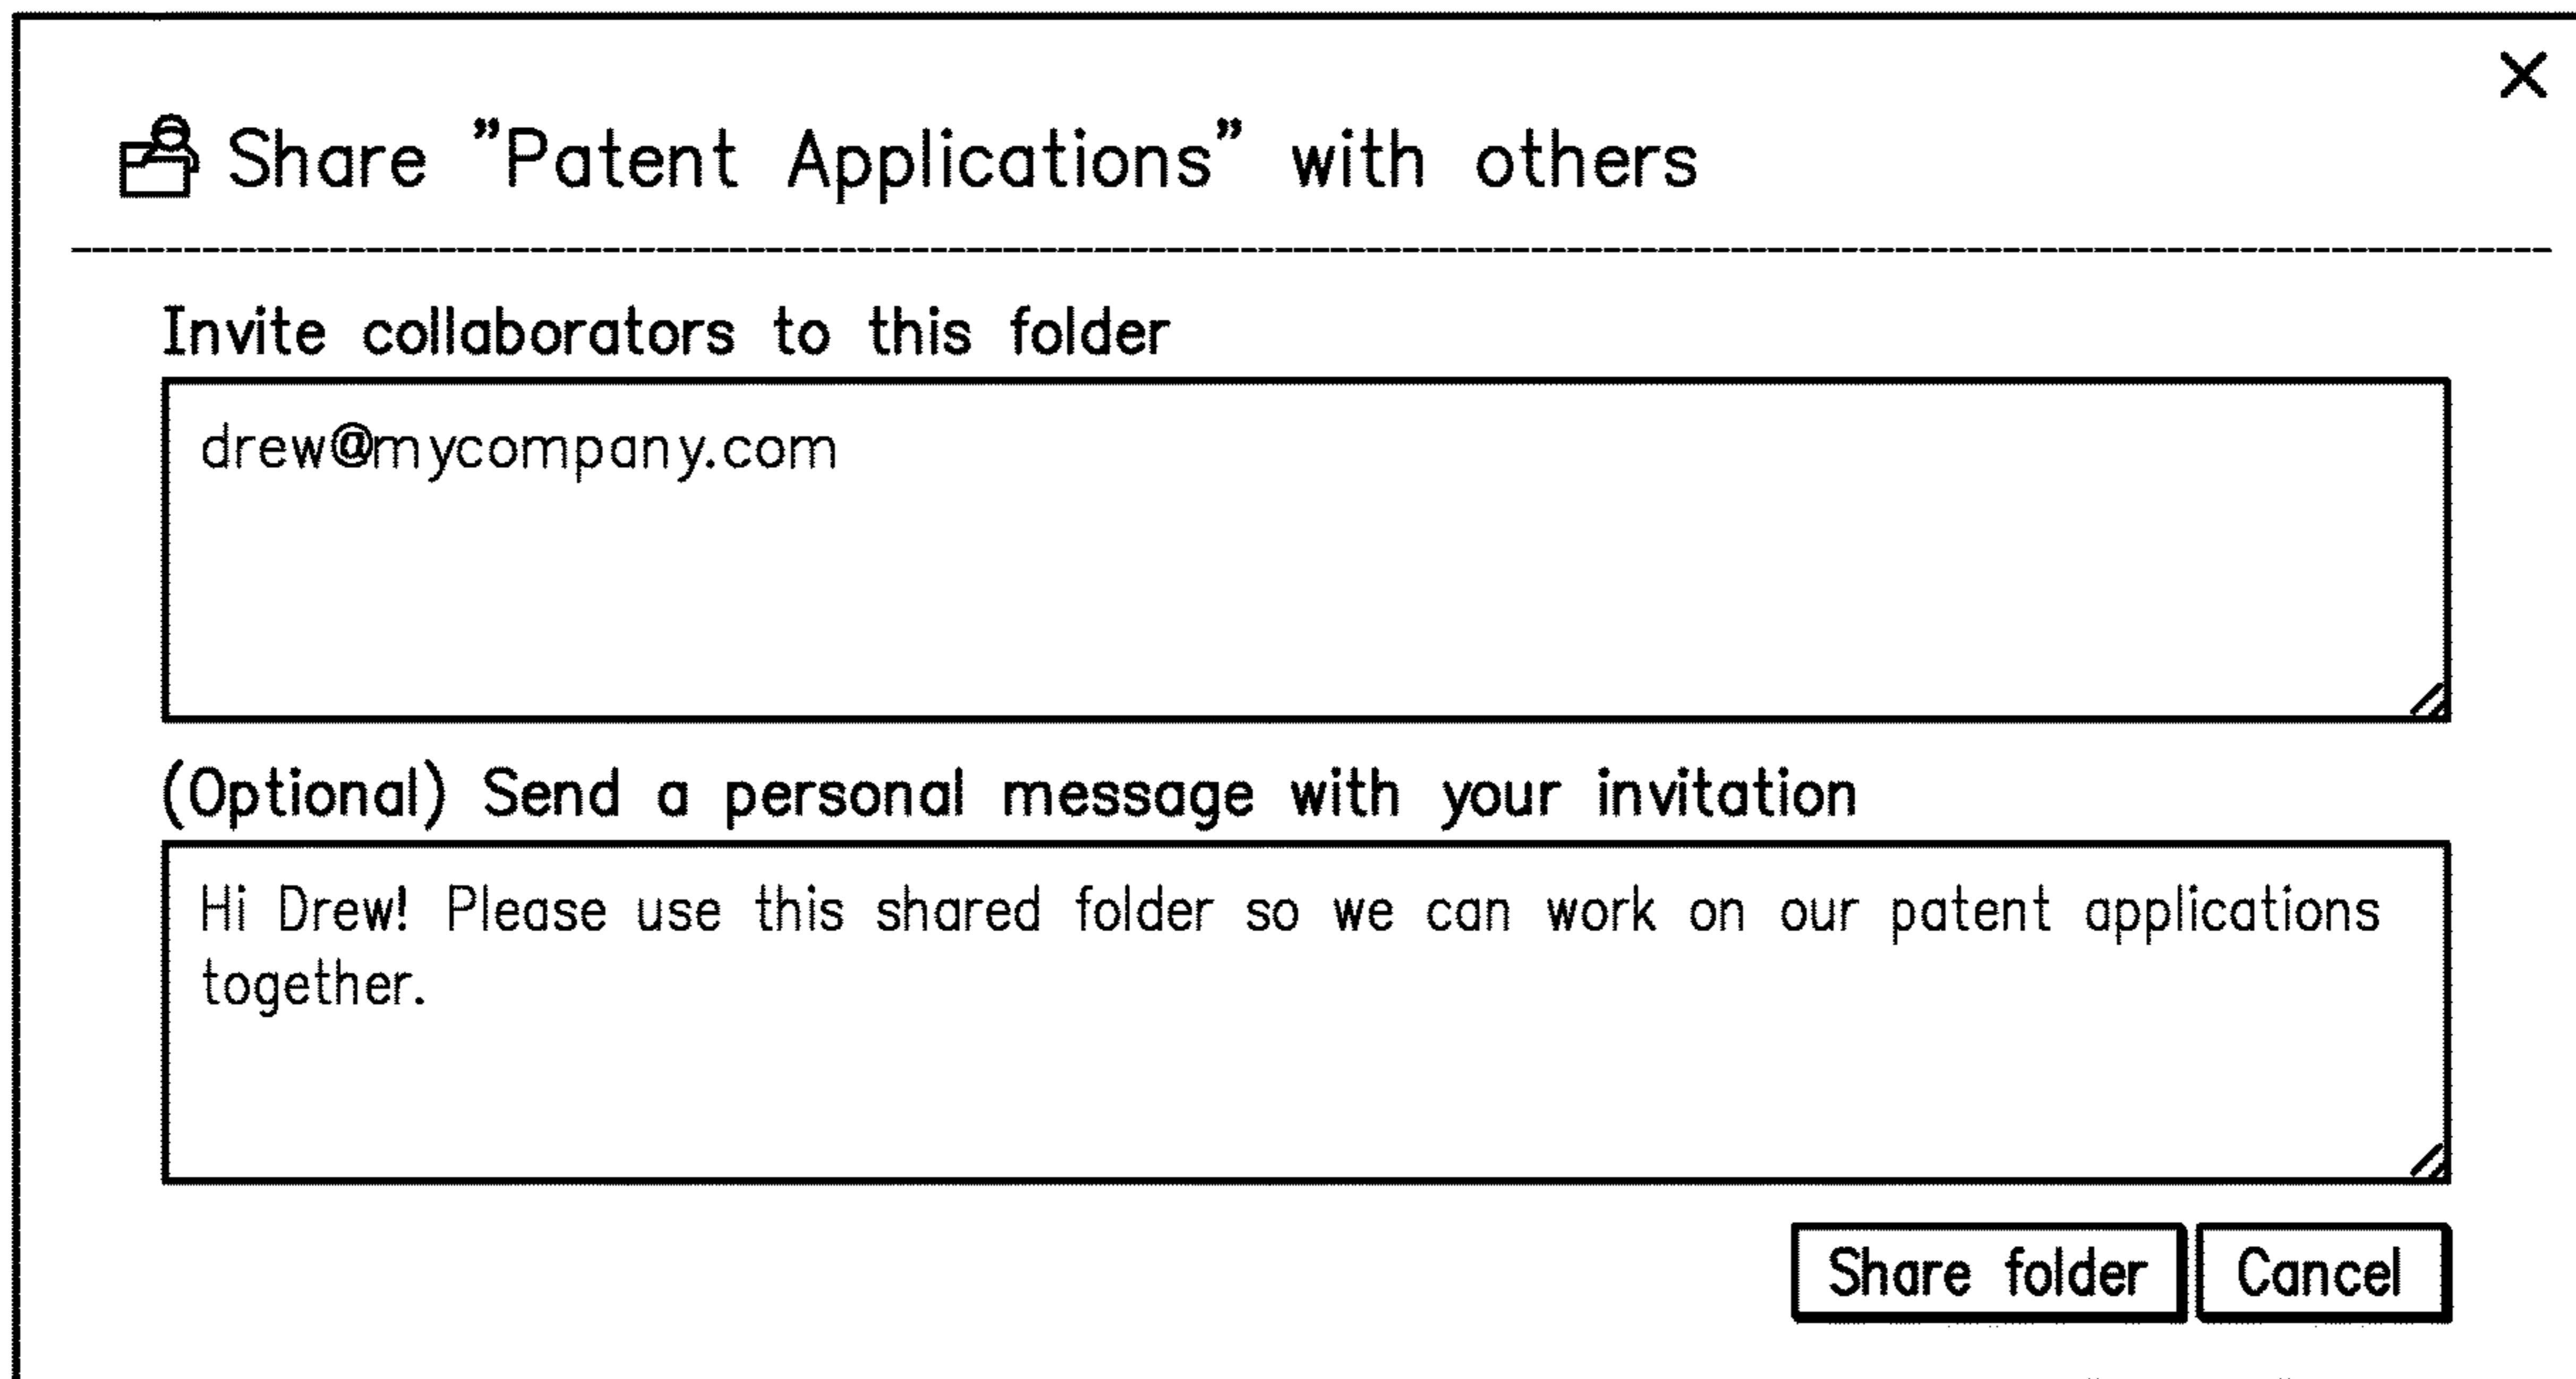 Share ”Patent Applications” with others
Invite collaborators to this folder
drew@mycompany.com
(Optional) Send a personal message with your invitation
Hi Drew! Please use this shared folder so we can work on our patent applications
together.
Share folder
Cancel